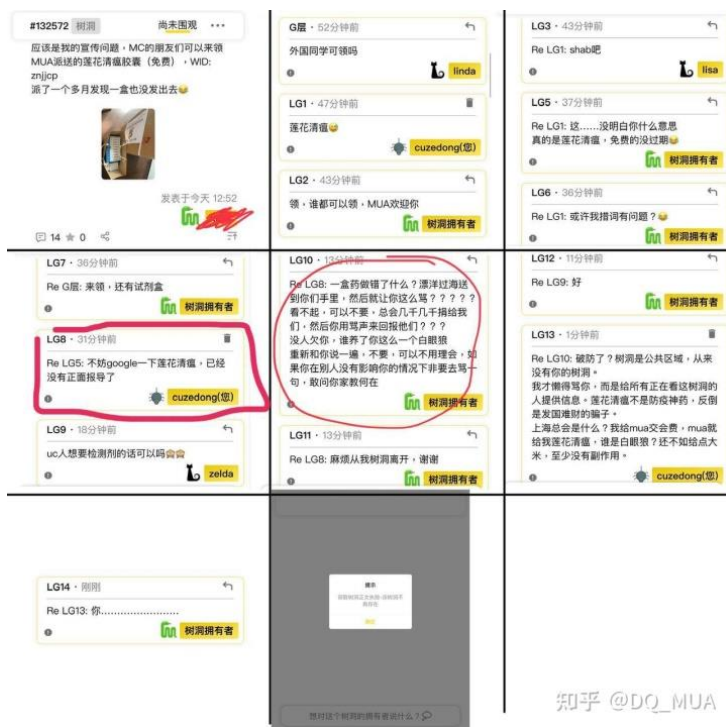 #132572 树洞 尚未围观 ...
应该是我的宣传问题，MC的朋友们可以来领
MUA派送的莲花清瘟胶囊（免费），WID:
znjjcp
派了一个多月发现一盒也没发出去😂
发表于今天 12:52
14 0
G层・52分钟前
外国同学可领吗
linda
LG1・47分钟前
莲花清瘟😅
cuzedong(您)
LG2・43分钟前
领，谁都可以领，MUA欢迎你
树洞拥有者
LG3・43分钟前
Re LG1: shab吧
lisa
LG5・37分钟前
Re LG1: 这……没明白你什么意思
真的是莲花清瘟，免费的没过期😂
树洞拥有者
LG6・36分钟前
Re LG1: 或许我措词有问题？😂
树洞拥有者
LG7・36分钟前
Re G层: 来领，还有试剂盒
树洞拥有者
LG8・31分钟前
Re LG5: 不妨google一下莲花清瘟，已经
没有正面报导了
cuzedong(您)
LG9・18分钟前
uc人想要检测剂的话可以吗🙈🙈
zelda
LG10・13分钟前
Re LG8: 一盒药做错了什么？漂洋过海送
到你们手里，然后就让你这么骂？？？？？
看不起，可以不要，总会几千几千捐给我
们，然后你用骂声来回报他们？？？
没人欠你，谁养了你这么一个白眼狼
重新和你说一遍，不要，可以不用理会，如
果你在别人没有影响你的情况下非要去骂一
句，敢问你家教何在
树洞拥有者
LG11・13分钟前
Re LG8: 麻烦从我树洞离开，谢谢
树洞拥有者
LG12・11分钟前
Re LG9: 好
树洞拥有者
LG13・1分钟前
Re LG10: 破防了？树洞是公共区域，从来
没有你的树洞。
我才懒得骂你，而是给所有正在看这树洞的
人提供信息。莲花清瘟不是防疫神药，反倒
是发国难财的骗子。
上海总会是什么？我给mua交会费，mua就
给我莲花清瘟，谁是白眼狼？还不如给点大
米，至少没有副作用。
cuzedong(您)
LG14・刚刚
Re LG13: 你........................
树洞拥有者
提示
想对这个树洞的拥有者说什么？
知乎 @DQ_MUA